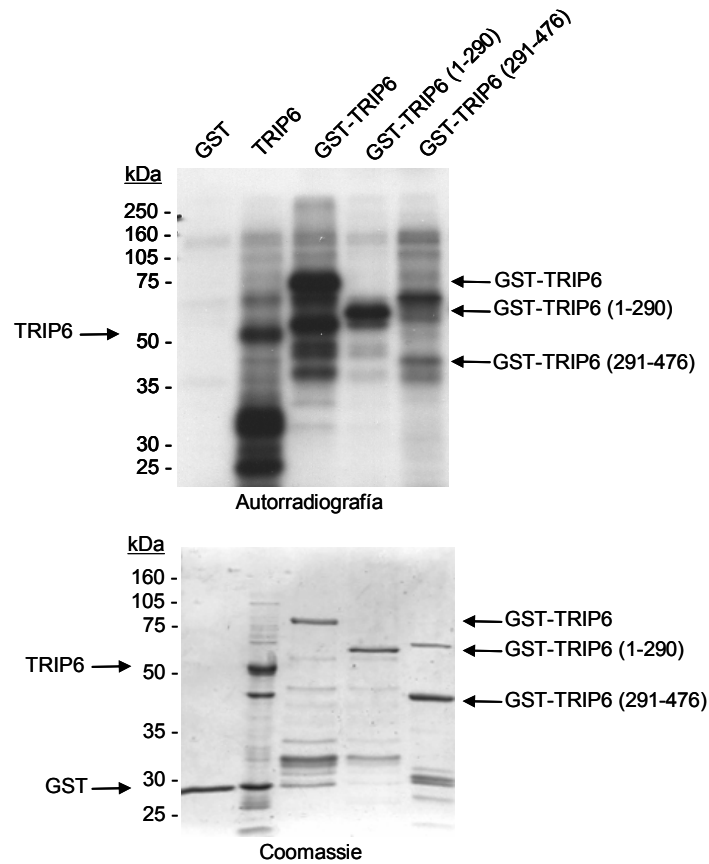 GST
TRIP6
GST-TRIP6
GST-TRIP6 (1-290)
GST-TRIP6 (291-476)
kDa
250 -
160 -
105 -
75 -
50 -
35 -
30 -
25 -
TRIP6
GST-TRIP6
GST-TRIP6 (1-290)
GST-TRIP6 (291-476)
Autorradiografía
kDa
160 -
105 -
75 -
50 -
35 -
30 -
25 -
TRIP6
GST
GST-TRIP6
GST-TRIP6 (1-290)
GST-TRIP6 (291-476)
Coomassie